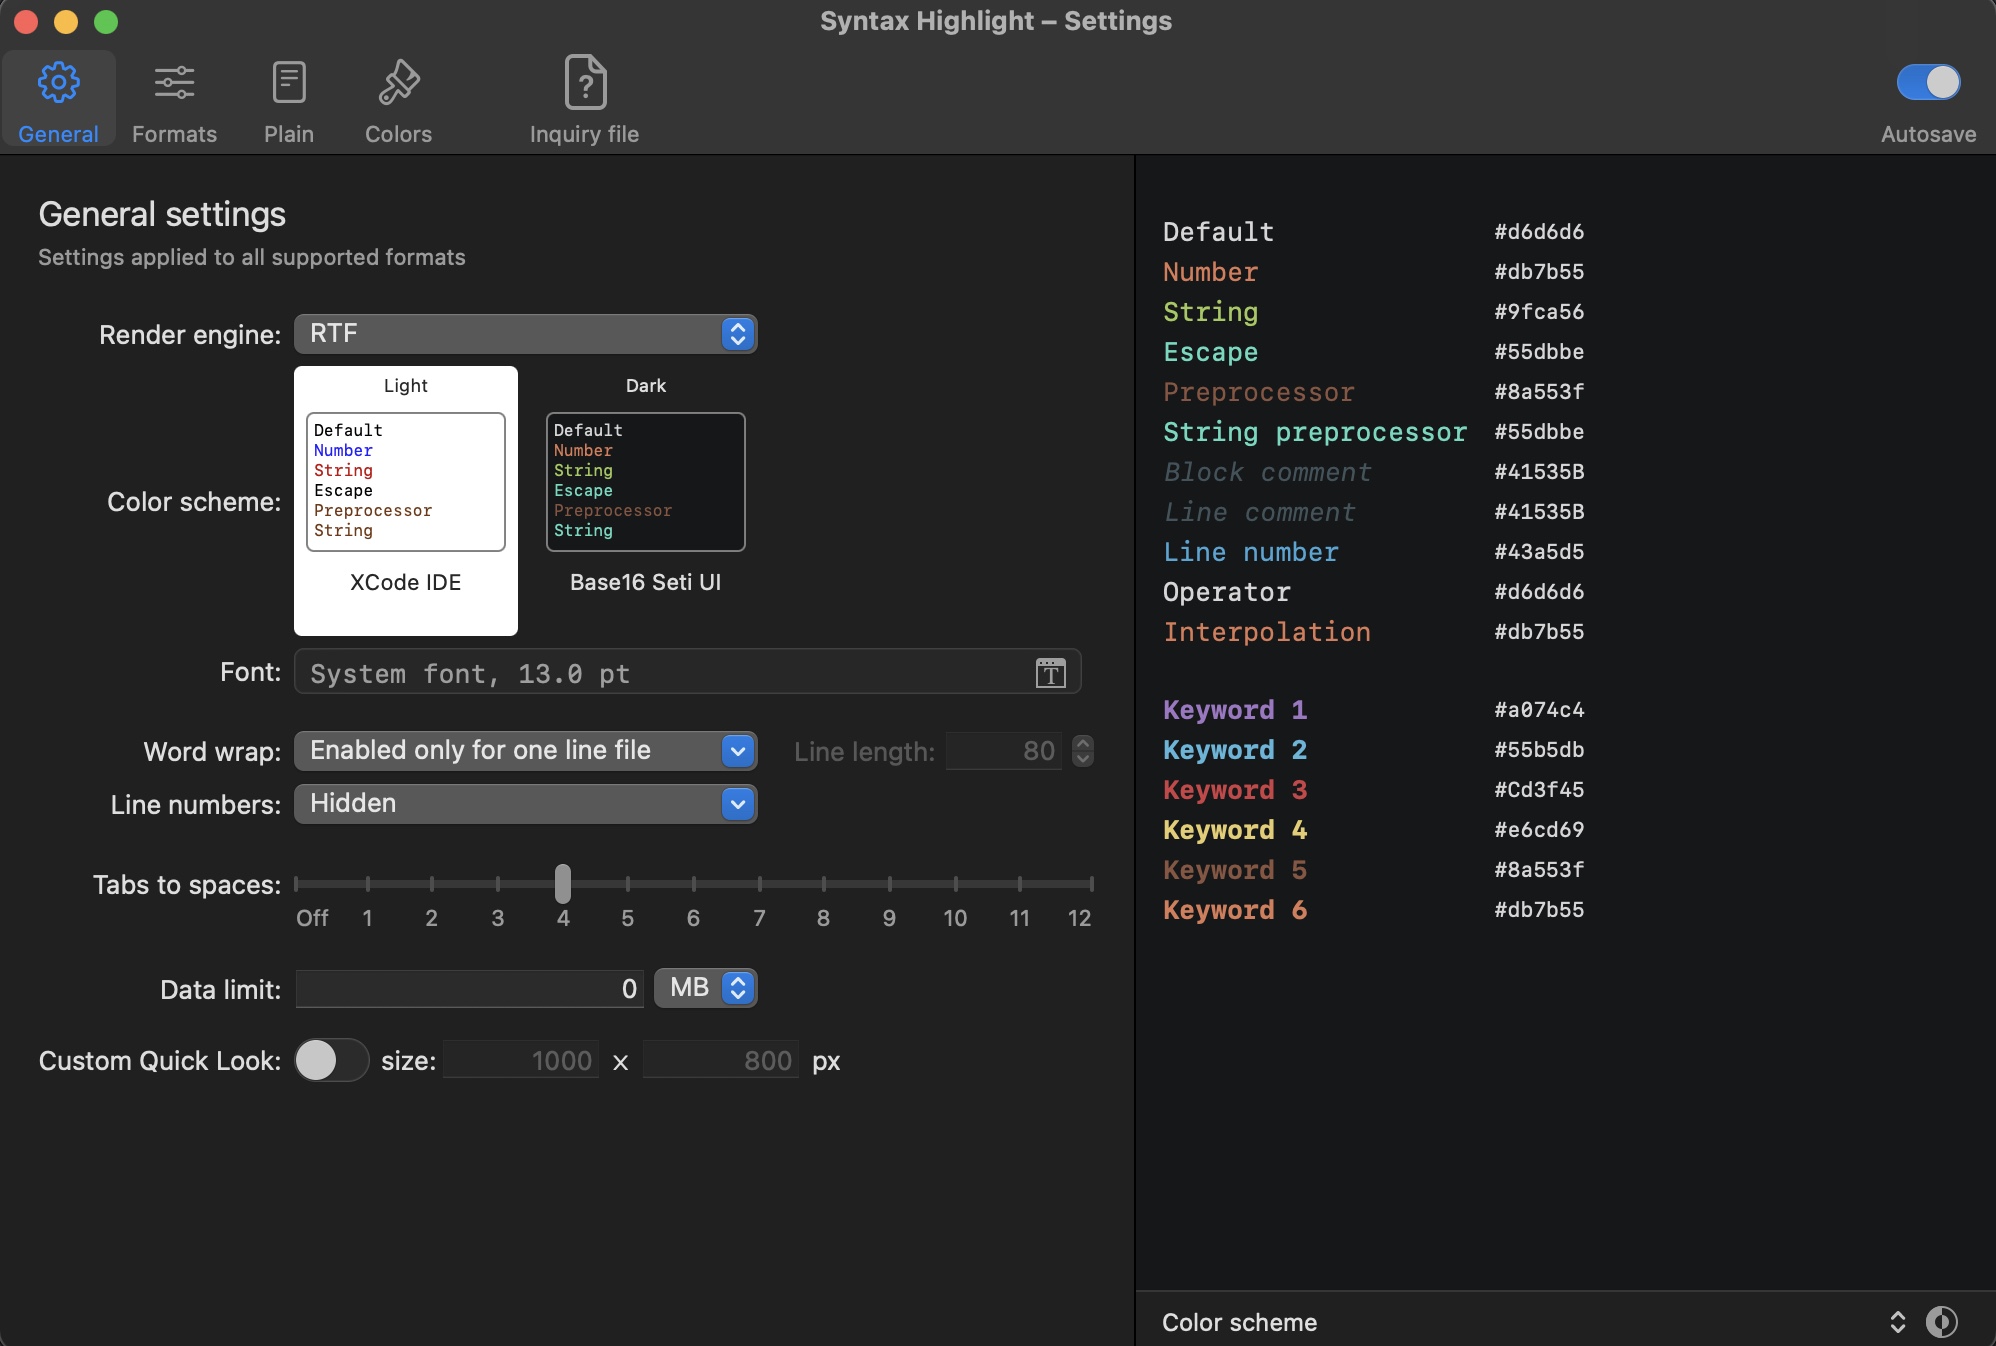 Syntax Highlight – Settings
General
Formats
Plain
Colors
Inquiry file
Autosave
General settings
Settings applied to all supported formats
Render engine: RTF
Color scheme:
Light
Default
Number
String
Escape
Preprocessor
String
XCode IDE
Dark
Default
Number
String
Escape
Preprocessor
String
Base16 Seti UI
Font: System font, 13.0 pt
Word wrap: Enabled only for one line file Line length: 80
Line numbers: Hidden
Tabs to spaces:
Off 1 2 3 4 5 6 7 8 9 10 11 12
Data limit: 0 MB
Custom Quick Look: size: 1000 x 800 px
Default #d6d6d6
Number #db7b55
String #9fca56
Escape #55dbbe
Preprocessor #8a553f
String preprocessor #55dbbe
Block comment #41535B
Line comment #41535B
Line number #43a5d5
Operator #d6d6d6
Interpolation #db7b55
Keyword 1 #a074c4
Keyword 2 #55b5db
Keyword 3 #Cd3f45
Keyword 4 #e6cd69
Keyword 5 #8a553f
Keyword 6 #db7b55
Color scheme